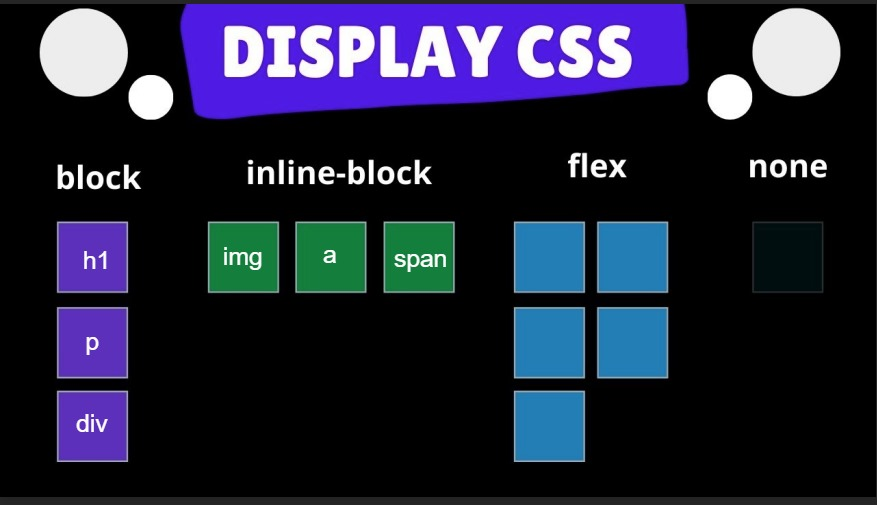 DISPLAY CSS
block
inline-block
flex
none
h1
img
a
span
p
div